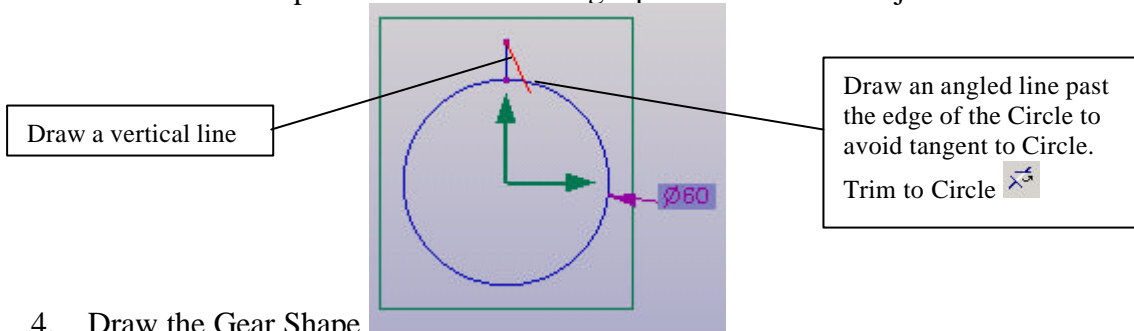 Draw a vertical line
Draw an angled line past
the edge of the Circle to
avoid tangent to Circle.
Trim to Circle
Ø60
4. Draw the Gear Shape